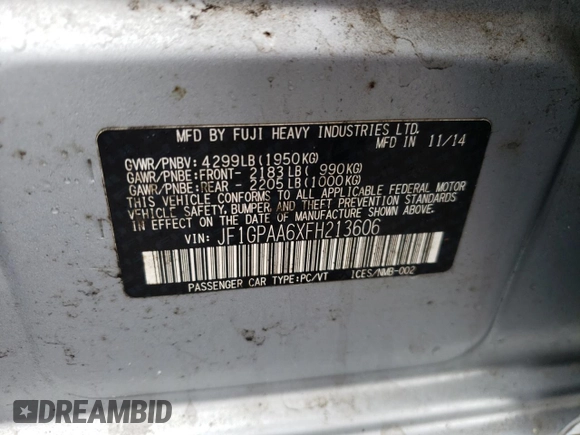 MFD BY FUJI HEAVY INDUSTRIES LTD.
MFD IN 11/14
GVWR/PNBV: 4299LB(1950KG)
GAWR/PNBE:FRONT- 2183LB( 990KG)
GAWR/PNBE:REAR - 2205LB(1000KG)
THIS VEHICLE CONFORMS TO ALL APPLICABLE FEDERAL MOTOR
VEHICLE SAFETY, BUMPER AND THEFT PREVENTION STANDARDS
IN EFFECT ON THE DATE OF MANUFACTURE SHOWN ABOVE.
VIN: JF1GPAA6XFH213606
PASSENGER CAR TYPE:PC/VT ICES/NMB-002
DREAMBID